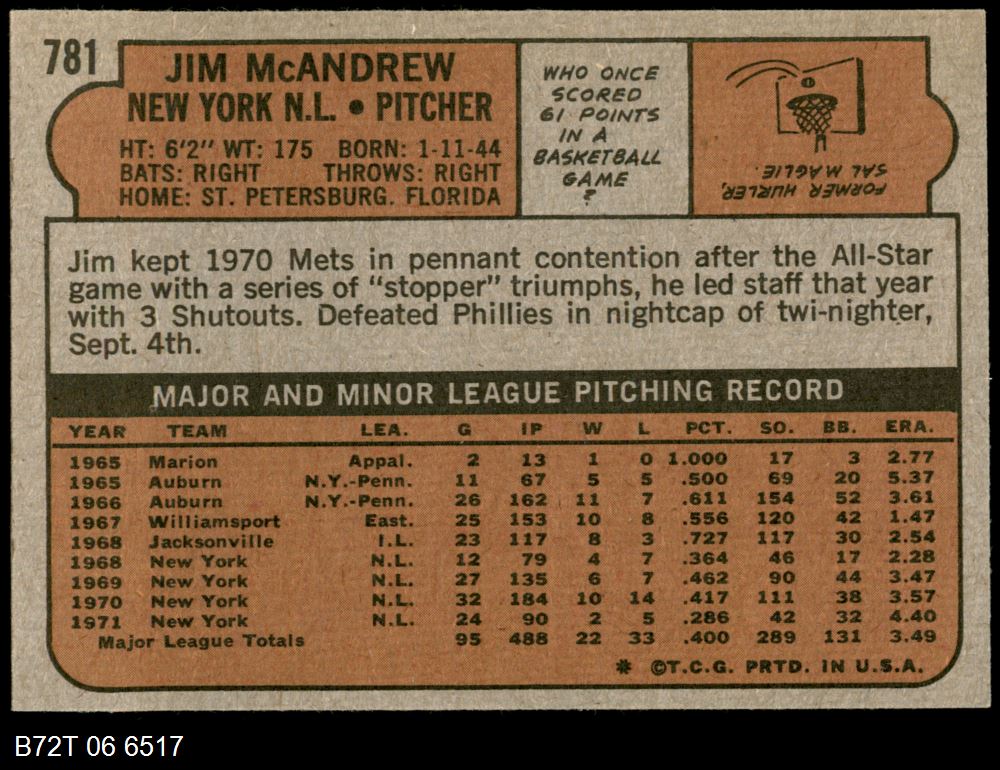 781
JIM McANDREW
NEW YORK N.L. • PITCHER
HT: 6'2" WT: 175 BORN: 1-11-44
BATS: RIGHT THROWS: RIGHT
HOME: ST. PETERSBURG. FLORIDA
WHO ONCE
SCORED
61 POINTS
IN A
BASKETBALL
GAME
?
FORMER HURLER,
SAL MAGLIE.
Jim kept 1970 Mets in pennant contention after the All-Star
game with a series of "stopper" triumphs, he led staff that year
with 3 Shutouts. Defeated Phillies in nightcap of twi-nighter,
Sept. 4th.
MAJOR AND MINOR LEAGUE PITCHING RECORD
YEAR TEAM LEA. G IP W L PCT. SO. BB. ERA.
1965 Marion Appal. 2 13 1 0 1.000 17 3 2.77
1965 Auburn N.Y.-Penn. 11 67 5 5 .500 69 20 5.37
1966 Auburn N.Y.-Penn. 26 162 11 7 .611 154 52 3.61
1967 Williamsport East. 25 153 10 8 .556 120 42 1.47
1968 Jacksonville I.L. 23 117 8 3 .727 117 30 2.54
1968 New York N.L. 12 79 4 7 .364 46 17 2.28
1969 New York N.L. 27 135 6 7 .462 90 44 3.47
1970 New York N.L. 32 184 10 14 .417 111 38 3.57
1971 New York N.L. 24 90 2 5 .286 42 32 4.40
Major League Totals 95 488 22 33 .400 289 131 3.49
* ©T.C.G. PRTD. IN U.S.A.
B72T 06 6517